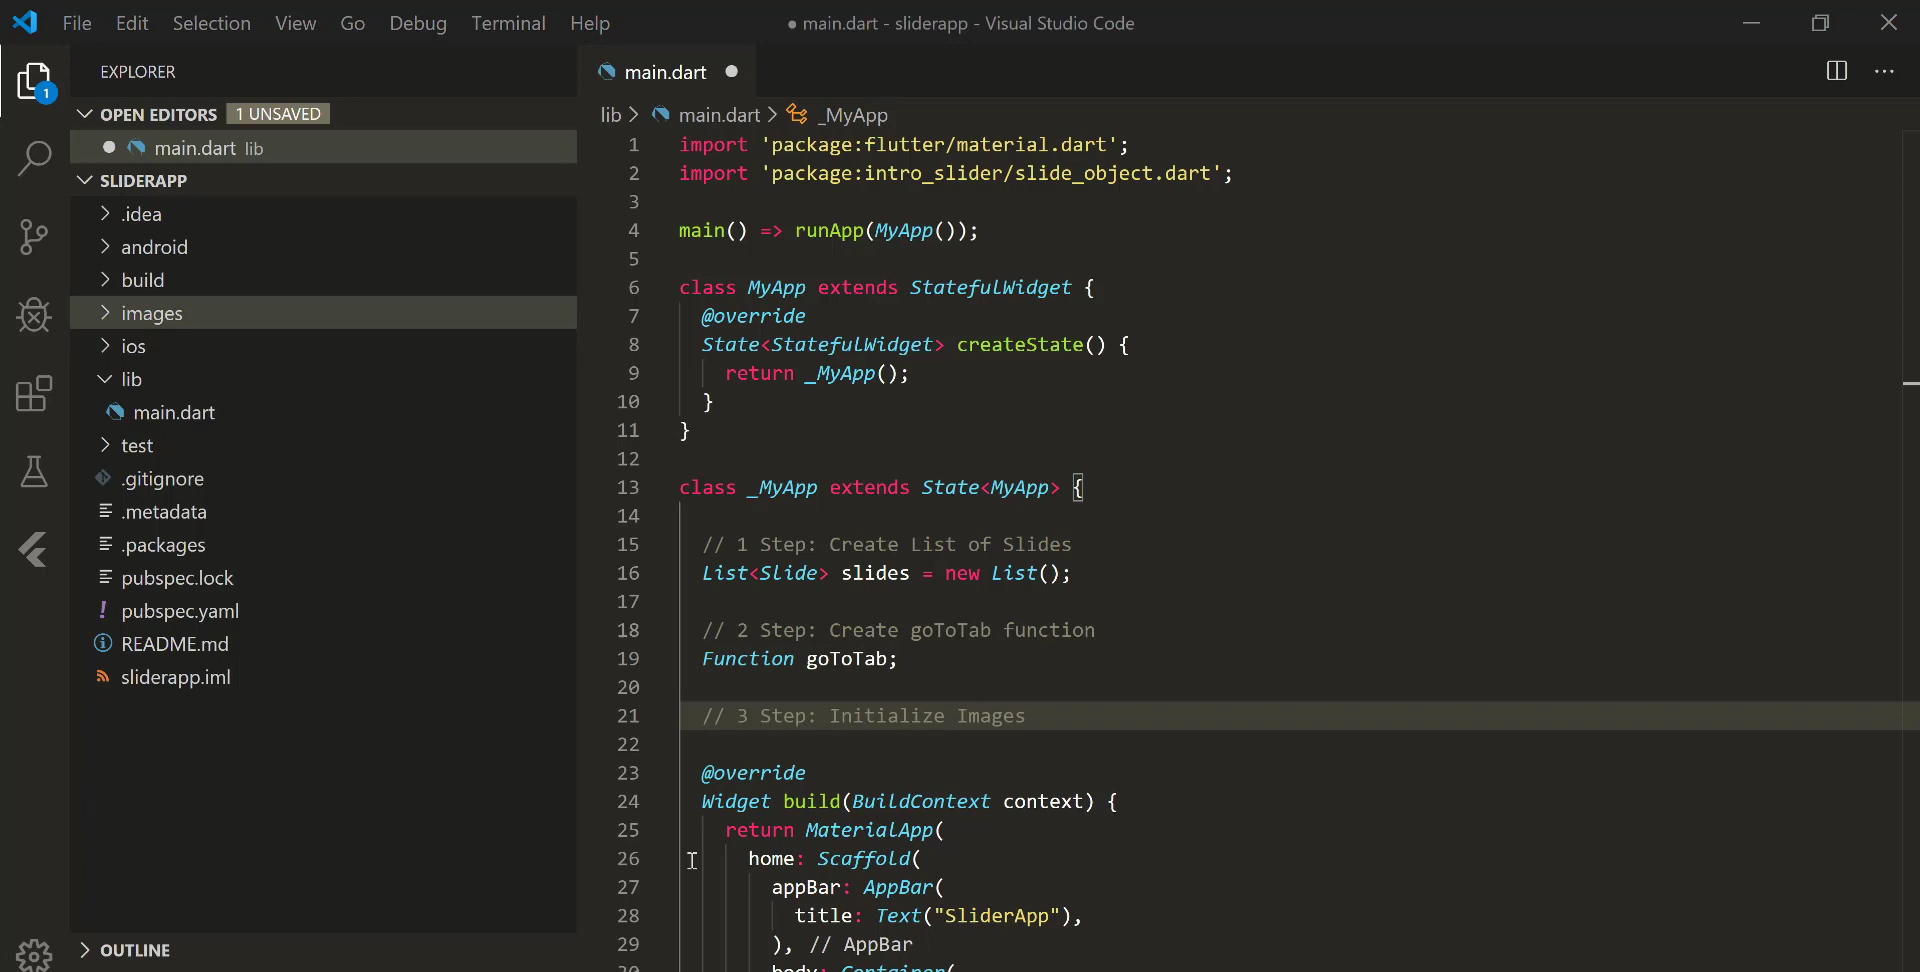 File Edit Selection View Go Debug Terminal Help
● main.dart - sliderapp - Visual Studio Code
EXPLORER
1
OPEN EDITORS 1 UNSAVED
main.dart lib
SLIDERAPP
.idea
android
build
images
ios
lib
main.dart
test
.gitignore
.metadata
.packages
pubspec.lock
pubspec.yaml
README.md
sliderapp.iml
OUTLINE
main.dart
lib > main.dart > _MyApp
1 import 'package:flutter/material.dart';
2 import 'package:intro_slider/slide_object.dart';
3
4 main() => runApp(MyApp());
5
6 class MyApp extends StatefulWidget {
7 @override
8 State<StatefulWidget> createState() {
9 return _MyApp();
10 }
11 }
12
13 class _MyApp extends State<MyApp> {
14
15 // 1 Step: Create List of Slides
16 List<Slide> slides = new List();
17
18 // 2 Step: Create goToTab function
19 Function goToTab;
20
21 // 3 Step: Initialize Images
22
23 @override
24 Widget build(BuildContext context) {
25 return MaterialApp(
26 home: Scaffold(
27 appBar: AppBar(
28 title: Text("SliderApp"),
29 ), // AppBar
30 body: Container(